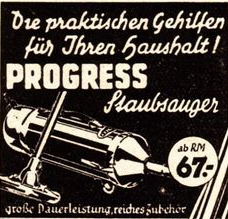 Die praktischen Gehilfen
für Ihren Haushalt!
PROGRESS
Staubsauger
ab RM
67.-
große Dauerleistung, reiches Zubehör